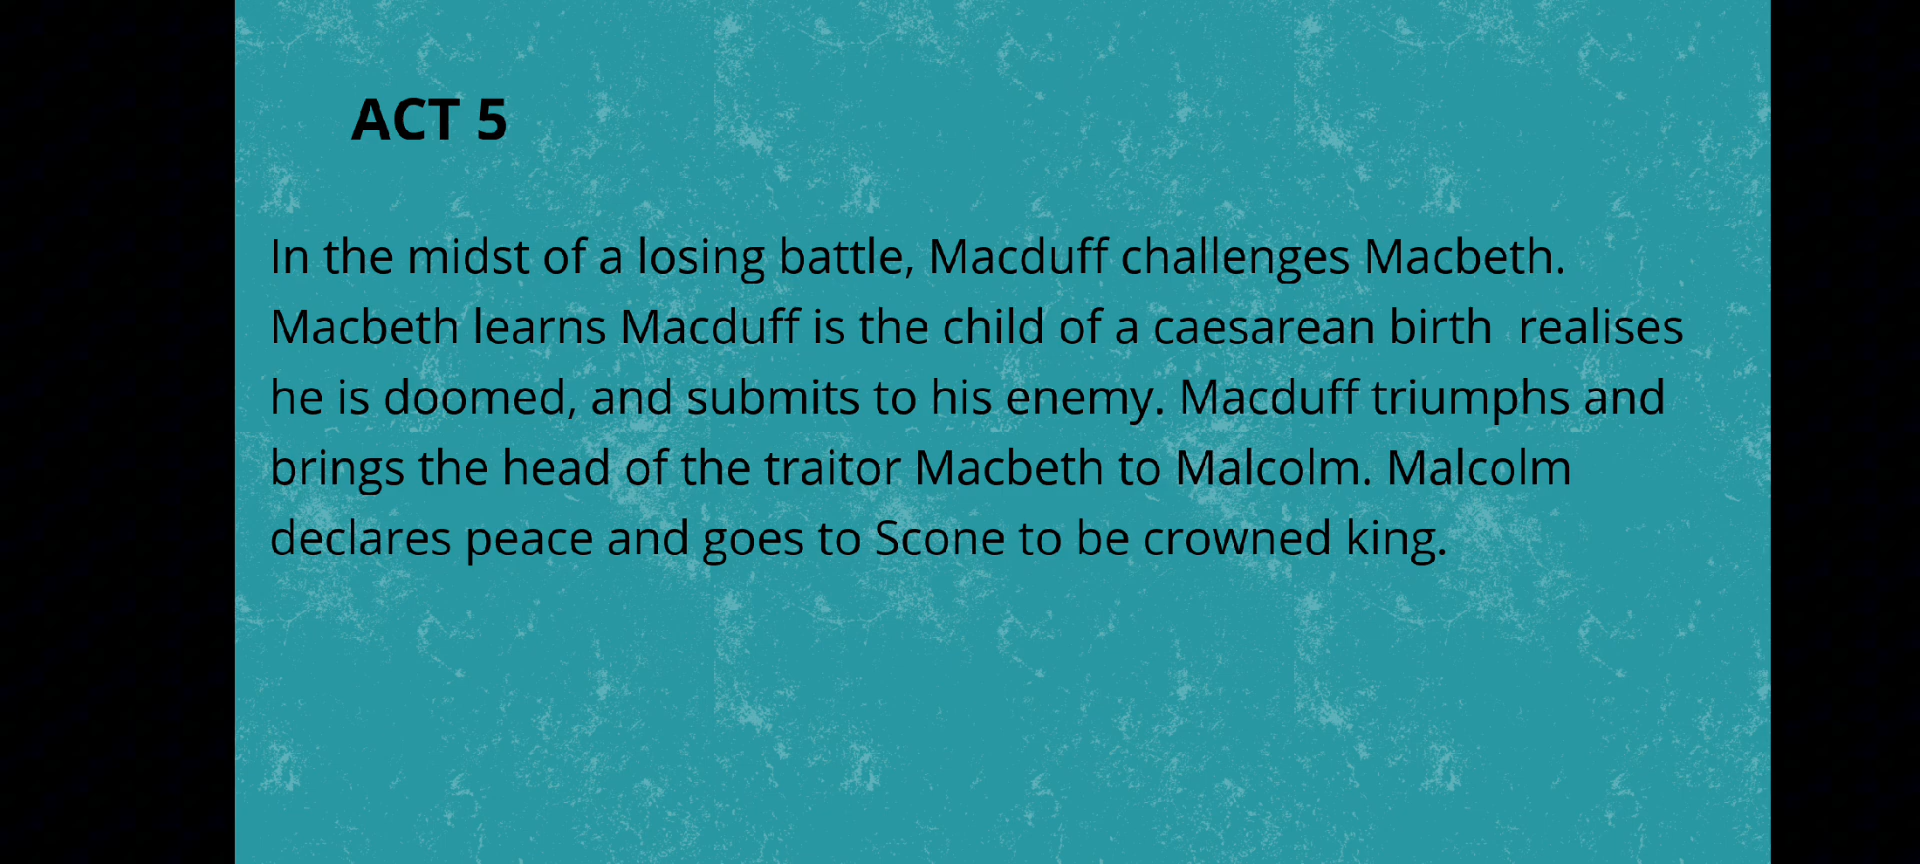 ACT 5
In the midst of a losing battle, Macduff challenges Macbeth.
Macbeth learns Macduff is the child of a caesarean birth  realises
he is doomed, and submits to his enemy. Macduff triumphs and
brings the head of the traitor Macbeth to Malcolm. Malcolm
declares peace and goes to Scone to be crowned king.